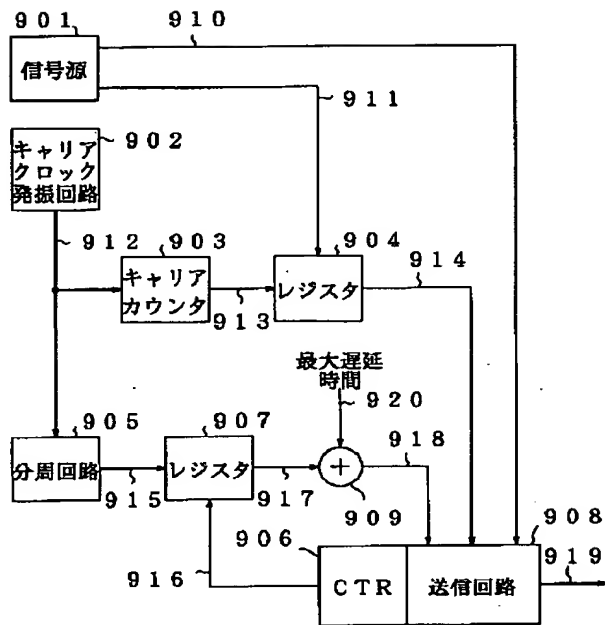 901
910
信号源
911
キャリア
クロック
発振回路
902
912
903
904
914
キャリア
カウンタ
913
レジスタ
最大遅延
時間
920
905
907
918
分周回路
915
レジスタ
917
+
909
908
906
916
CTR
送信回路
919